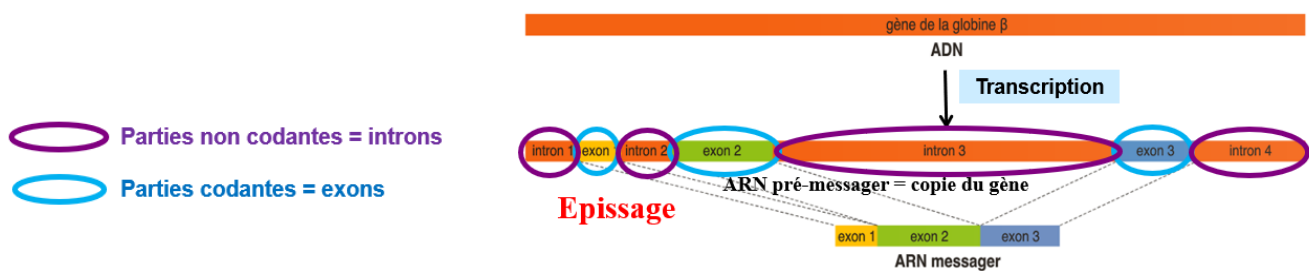 gène de la globine β
ADN
Transcription
Parties non codantes = introns
Parties codantes = exons
intron 1 exon 1 intron 2 exon 2 intron 3 exon 3 intron 4
ARN pré-messager = copie du gène
Epissage
exon 1 exon 2 exon 3
ARN messager